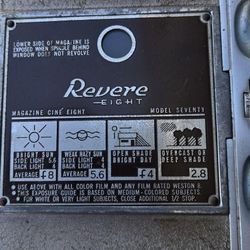 LOWER SIDE OF MAGAZINE IS
EXPOSED WHEN SPINDLE BEHIND
WINDOW DOES NOT REVOLVE
Revere
EIGHT
MAGAZINE CINE EIGHT MODEL SEVENTY
BRIGHT SUN WEAK HAZY SUN OPEN SHADE OVERCAST OR
SIDE LIGHT 5.6 SIDE LIGHT 4 BRIGHT DAY DEEP SHADE
BACK LIGHT 4 BACK LIGHT 4
AVERAGE f8 AVERAGE 5.6 f4 2.8
• USE ABOVE WITH ALL COLOR FILM AND ANY FILM RATED WESTON 8
• THIS EXPOSURE GUIDE IS BASED ON MEDIUM-COLORED SUBJECTS.
FOR WHITE OR VERY LIGHT SUBJECTS, CLOSE ADDITIONAL 1/2 STOP.